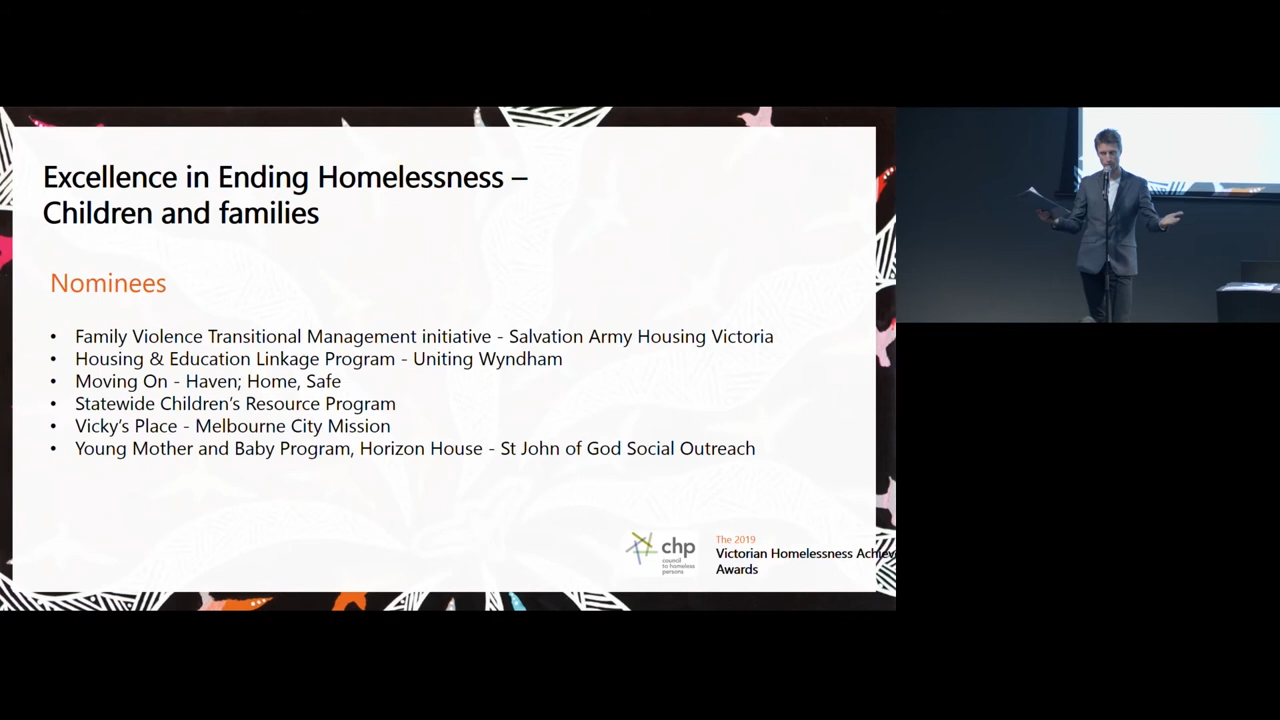 Excellence in Ending Homelessness –
Children and families
Nominees
• Family Violence Transitional Management initiative - Salvation Army Housing Victoria
• Housing & Education Linkage Program - Uniting Wyndham
• Moving On - Haven; Home, Safe
• Statewide Children's Resource Program
• Vicky's Place - Melbourne City Mission
• Young Mother and Baby Program, Horizon House - St John of God Social Outreach
chp
council
to homeless
persons
The 2019
Victorian Homelessness Achiev
Awards